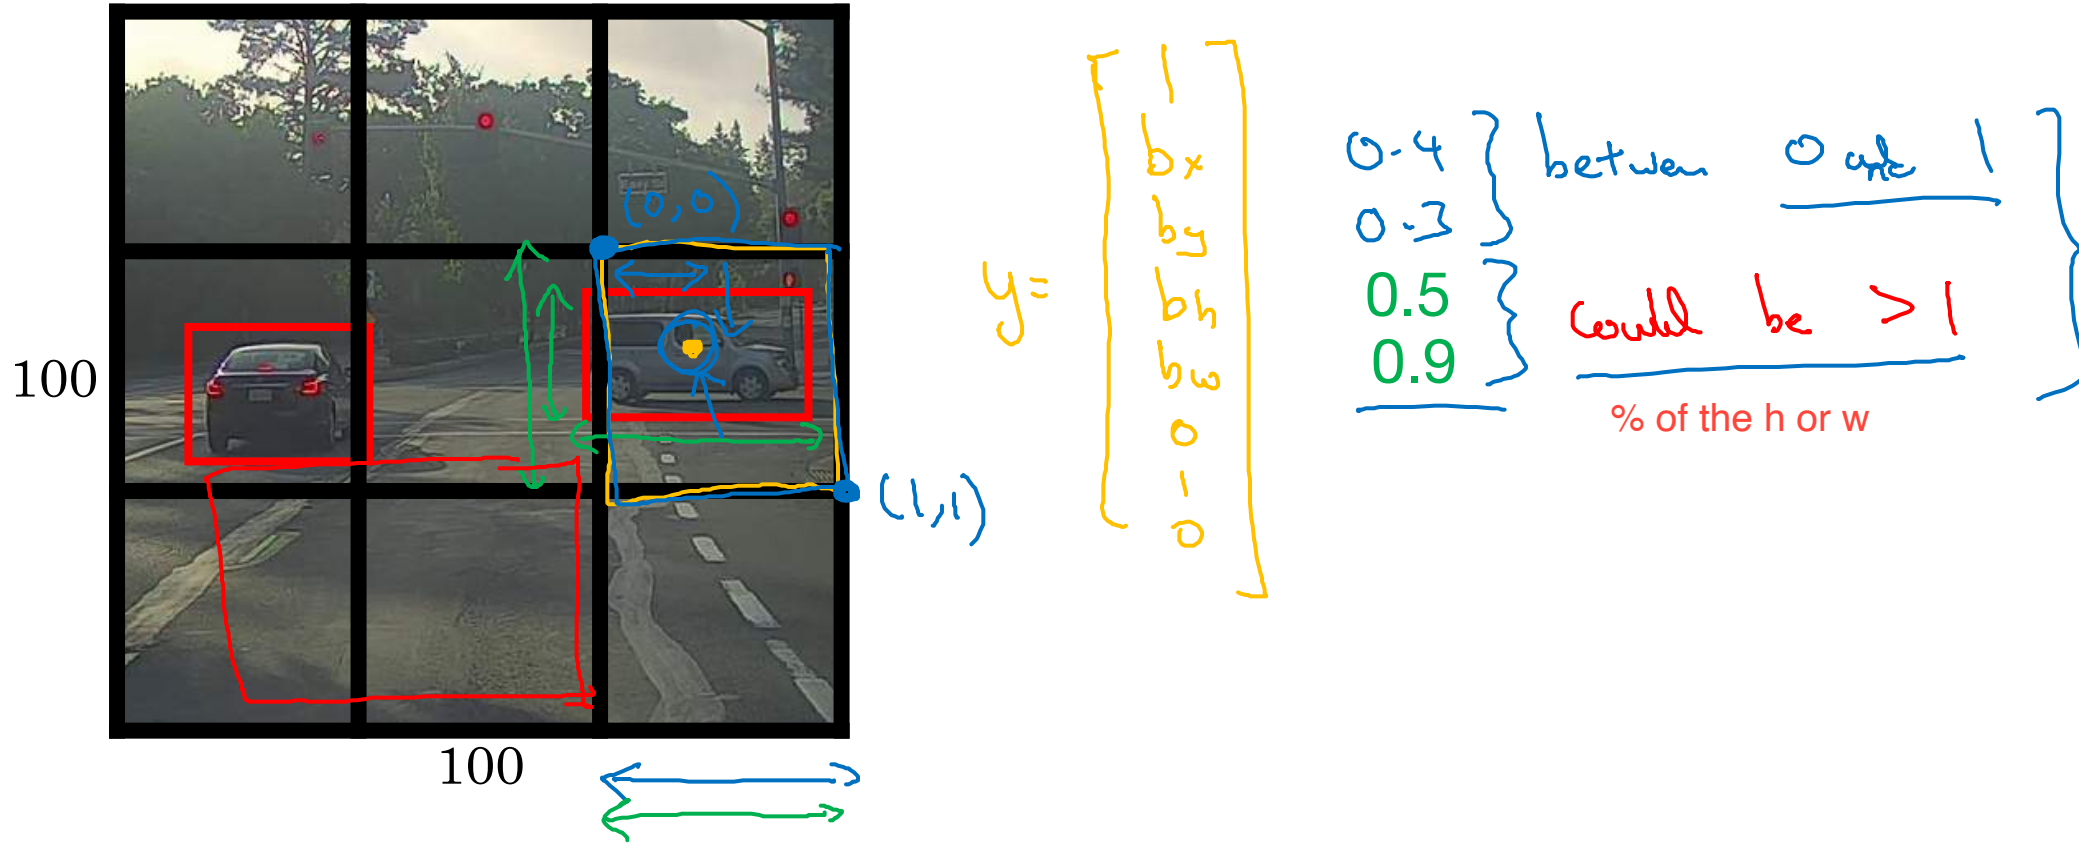 (0,0)
100
(1,1)
100
y=
1
bx
by
bh
bw
0
1
0
0.4
0.3
0.5
0.9
between 0 and 1
could be > 1
% of the h or w